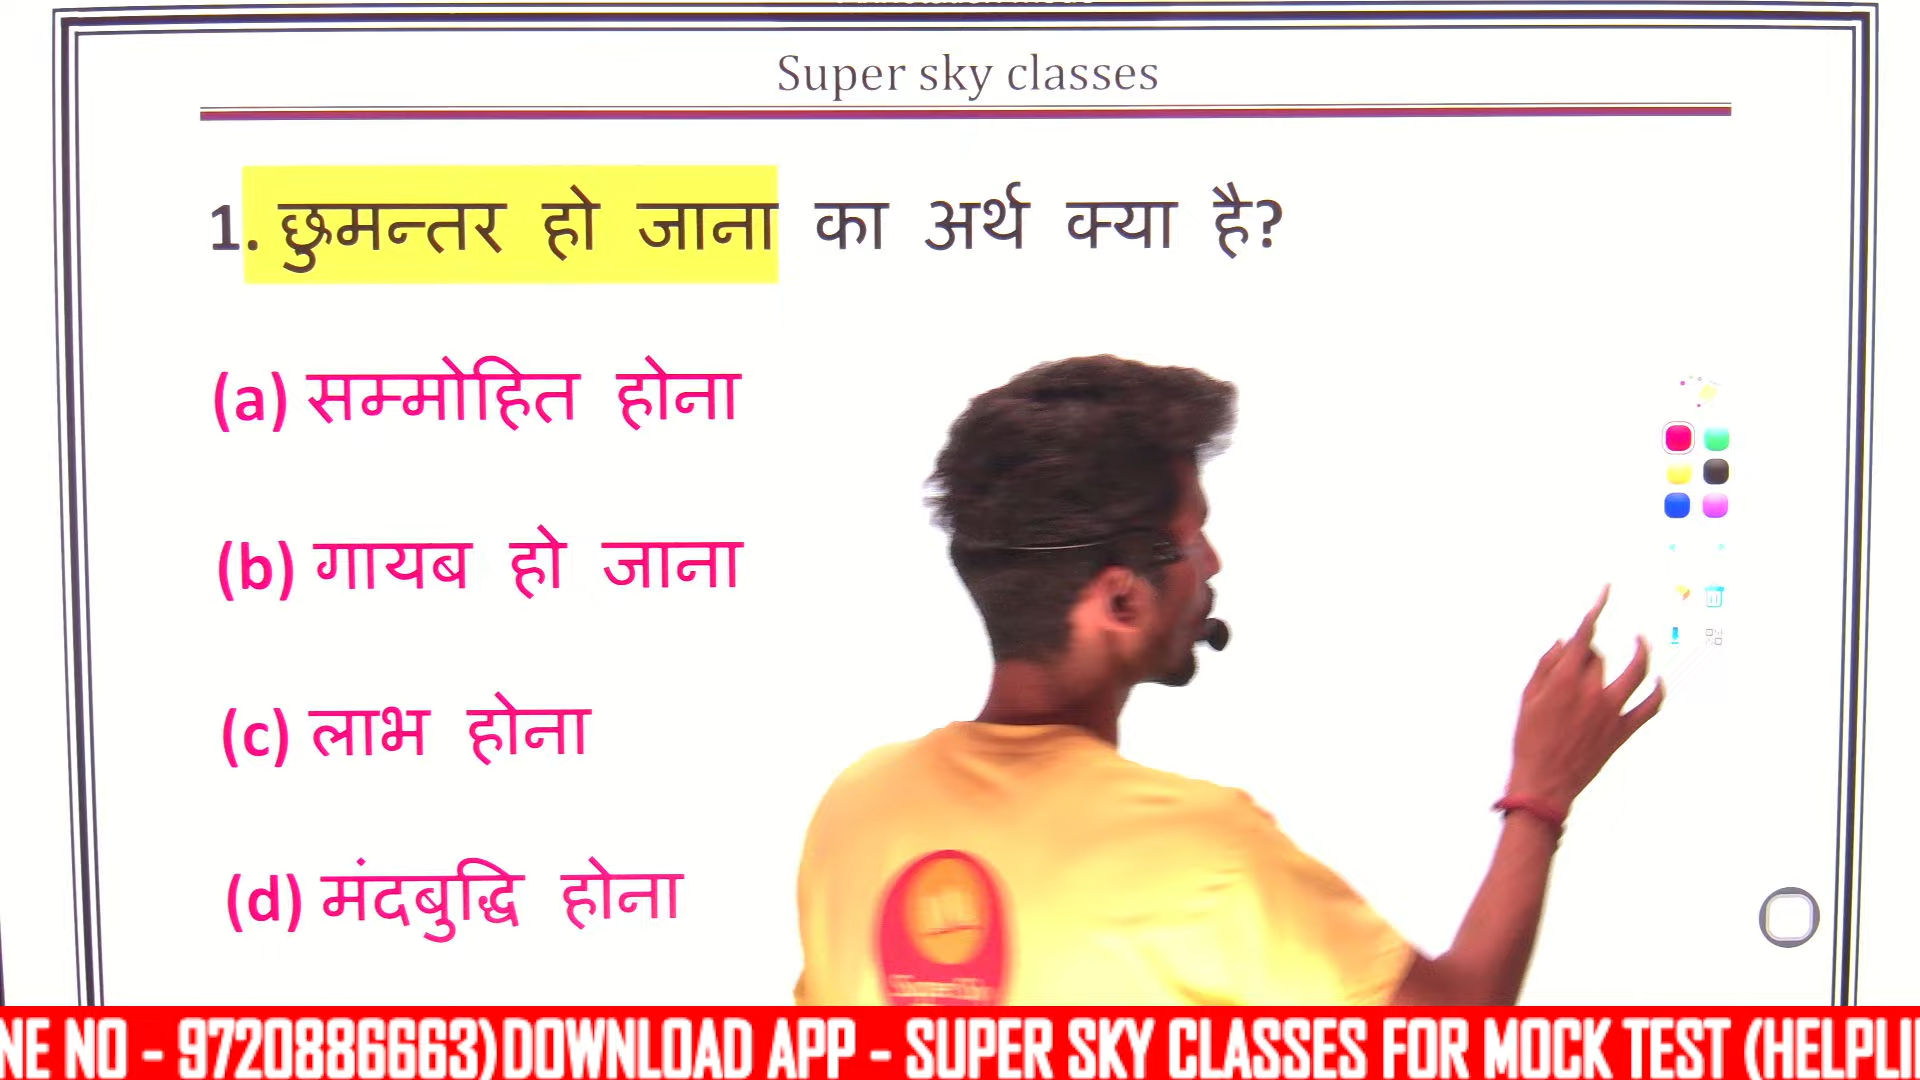 Super sky classes
1. छुमन्तर हो जाना का अर्थ क्या है?
(a) सम्मोहित होना
(b) गायब हो जाना
(c) लाभ होना
(d) मंदबुद्धि होना
NE NO - 9720886663)DOWNLOAD APP - SUPER SKY CLASSES FOR MOCK TEST (HELPLI